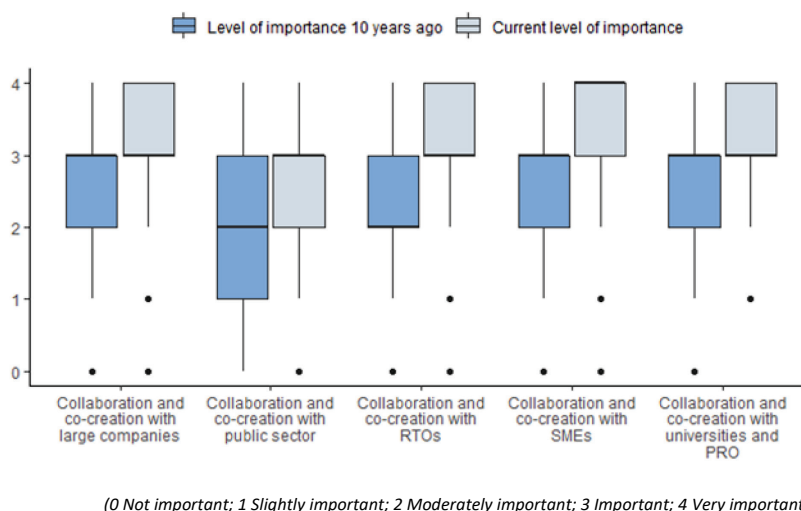 Level of importance 10 years ago Current level of importance
4
3
2
1
0
Collaboration and co-creation with large companies
Collaboration and co-creation with public sector
Collaboration and co-creation with RTOs
Collaboration and co-creation with SMEs
Collaboration and co-creation with universities and PRO
(0 Not important; 1 Slightly important; 2 Moderately important; 3 Important; 4 Very important